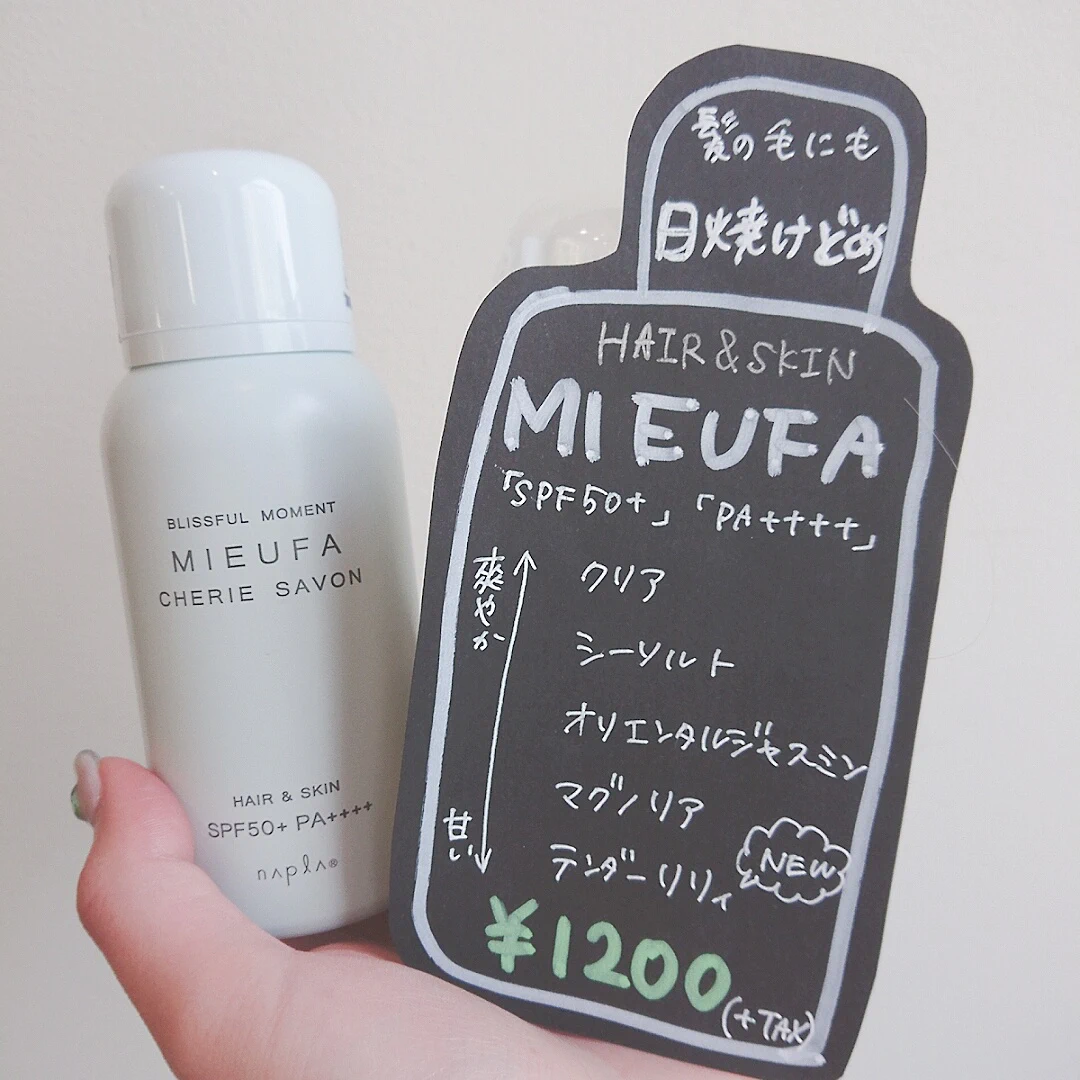 BLISSFUL MOMENT
MIEUFA
CHERIE SAVON
HAIR & SKIN
SPF50+ PA++++
napla®
髪の毛にも
日焼けどめ
HAIR&SKIN
MIEUFA
「SPF50+」「PA++++」
爽やか
クリア
シーソルト
オリエンタルジャスミン
マグノリア
甘い
テンダーリリィ
NEW
¥1200
(+TAX)